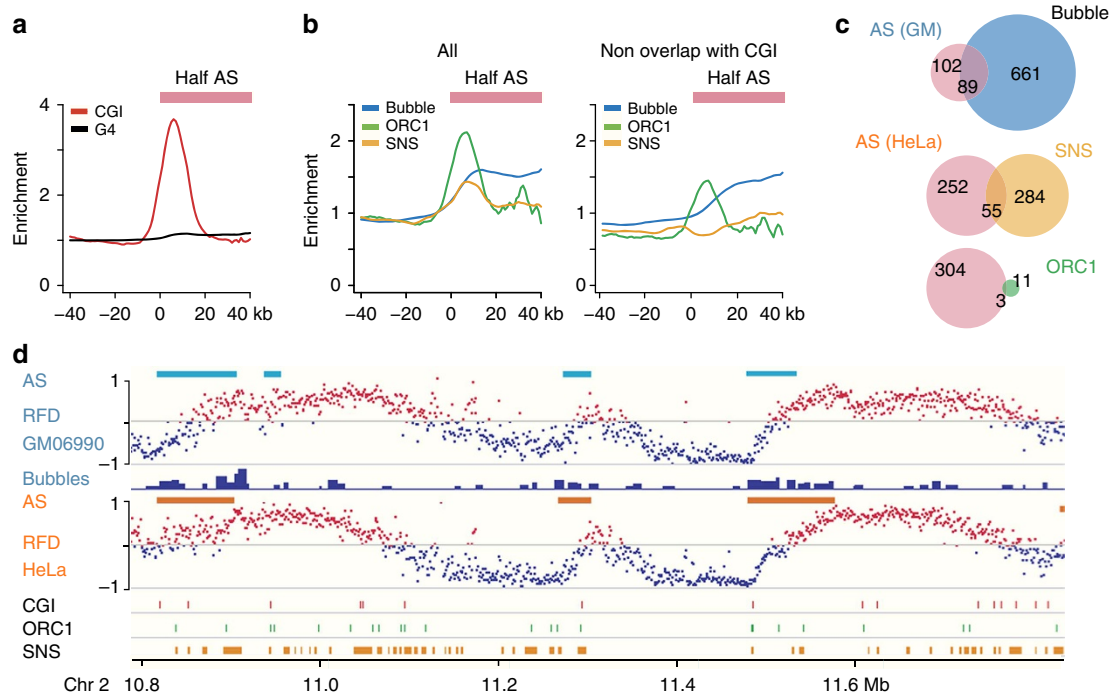 a
Half AS
4
2
0
Enrichment
CGI
G4
−40
−20
0
20
40 kb
b
All
Half AS
Bubble
ORC1
SNS
2
1
0
Enrichment
−40
−20
0
20
40 kb
Non overlap with CGI
Half AS
Bubble
ORC1
SNS
2
1
0
−40
−20
0
20
40 kb
c
Bubble
AS (GM)
102
89
661
AS (HeLa)
SNS
252
55
284
ORC1
304
3
11
d
AS
1
RFD
GM06990
−1
Bubbles
AS
1
RFD
HeLa
−1
CGI
ORC1
SNS
Chr 2
10.8
11.0
11.2
11.4
11.6 Mb